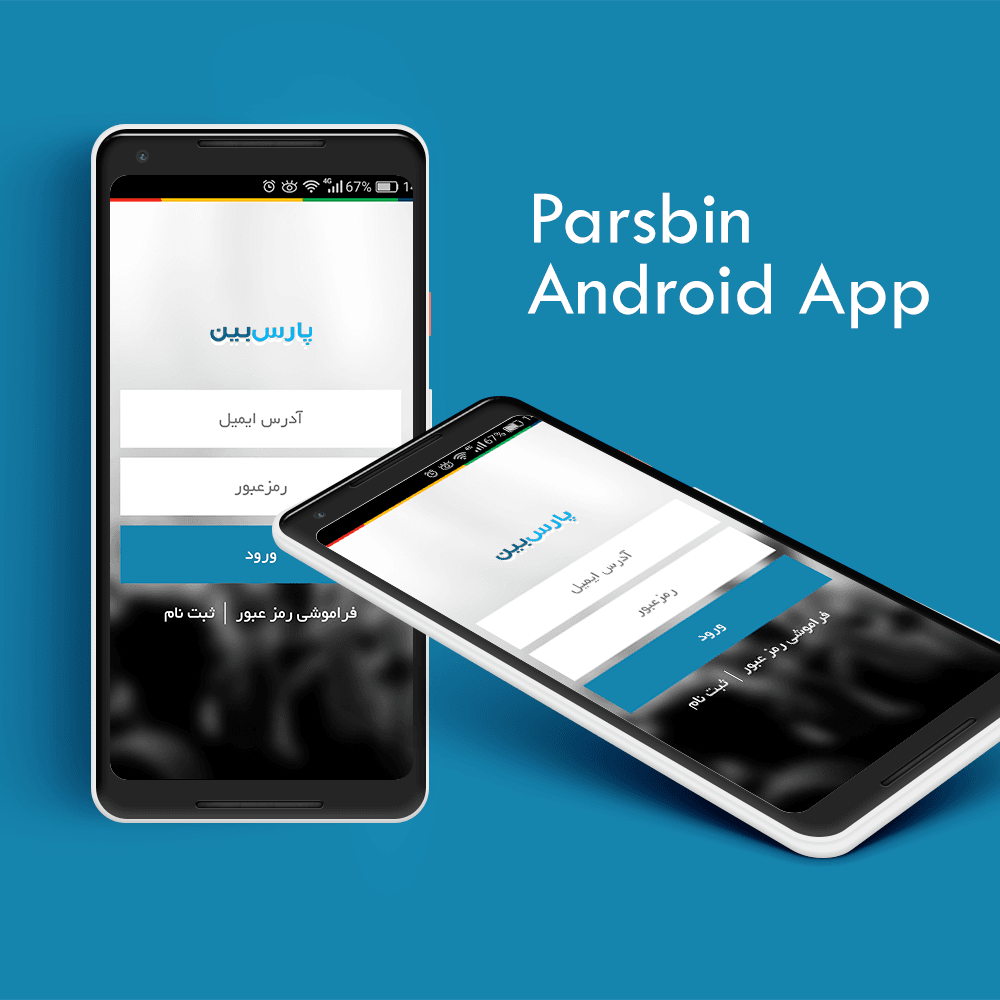 67%
Parsbin
Android App
پارس‌بین
آدرس ایمیل
رمزعبور
ورود
فراموشی رمز عبور | ثبت نام
4G 67%
پارس‌بین
آدرس ایمیل
رمزعبور
ورود
فراموشی رمز عبور | ثبت نام